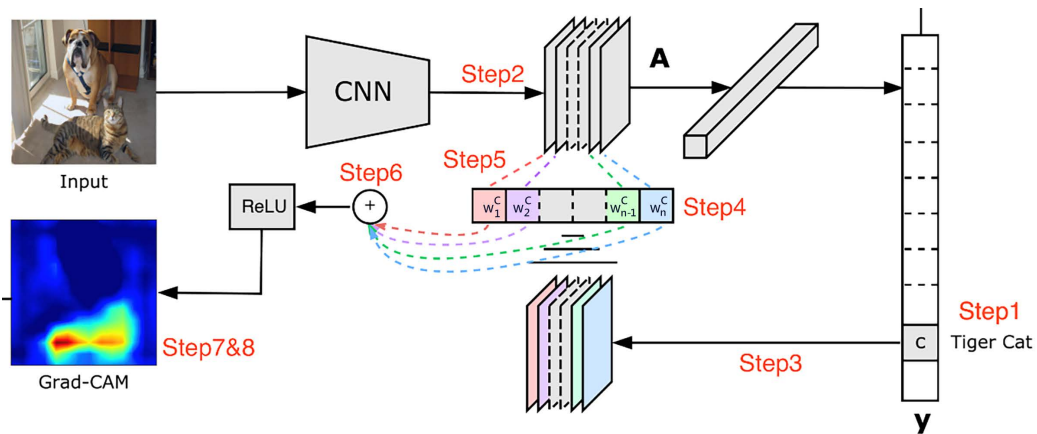 Step2
A
CNN
Input
Step5
Step6
ReLU
+
w₁ᶜ w₂ᶜ wₙ₋₁ᶜ wₙᶜ
Step4
Step1
c
Tiger Cat
Step3
Step7&8
Grad-CAM
y